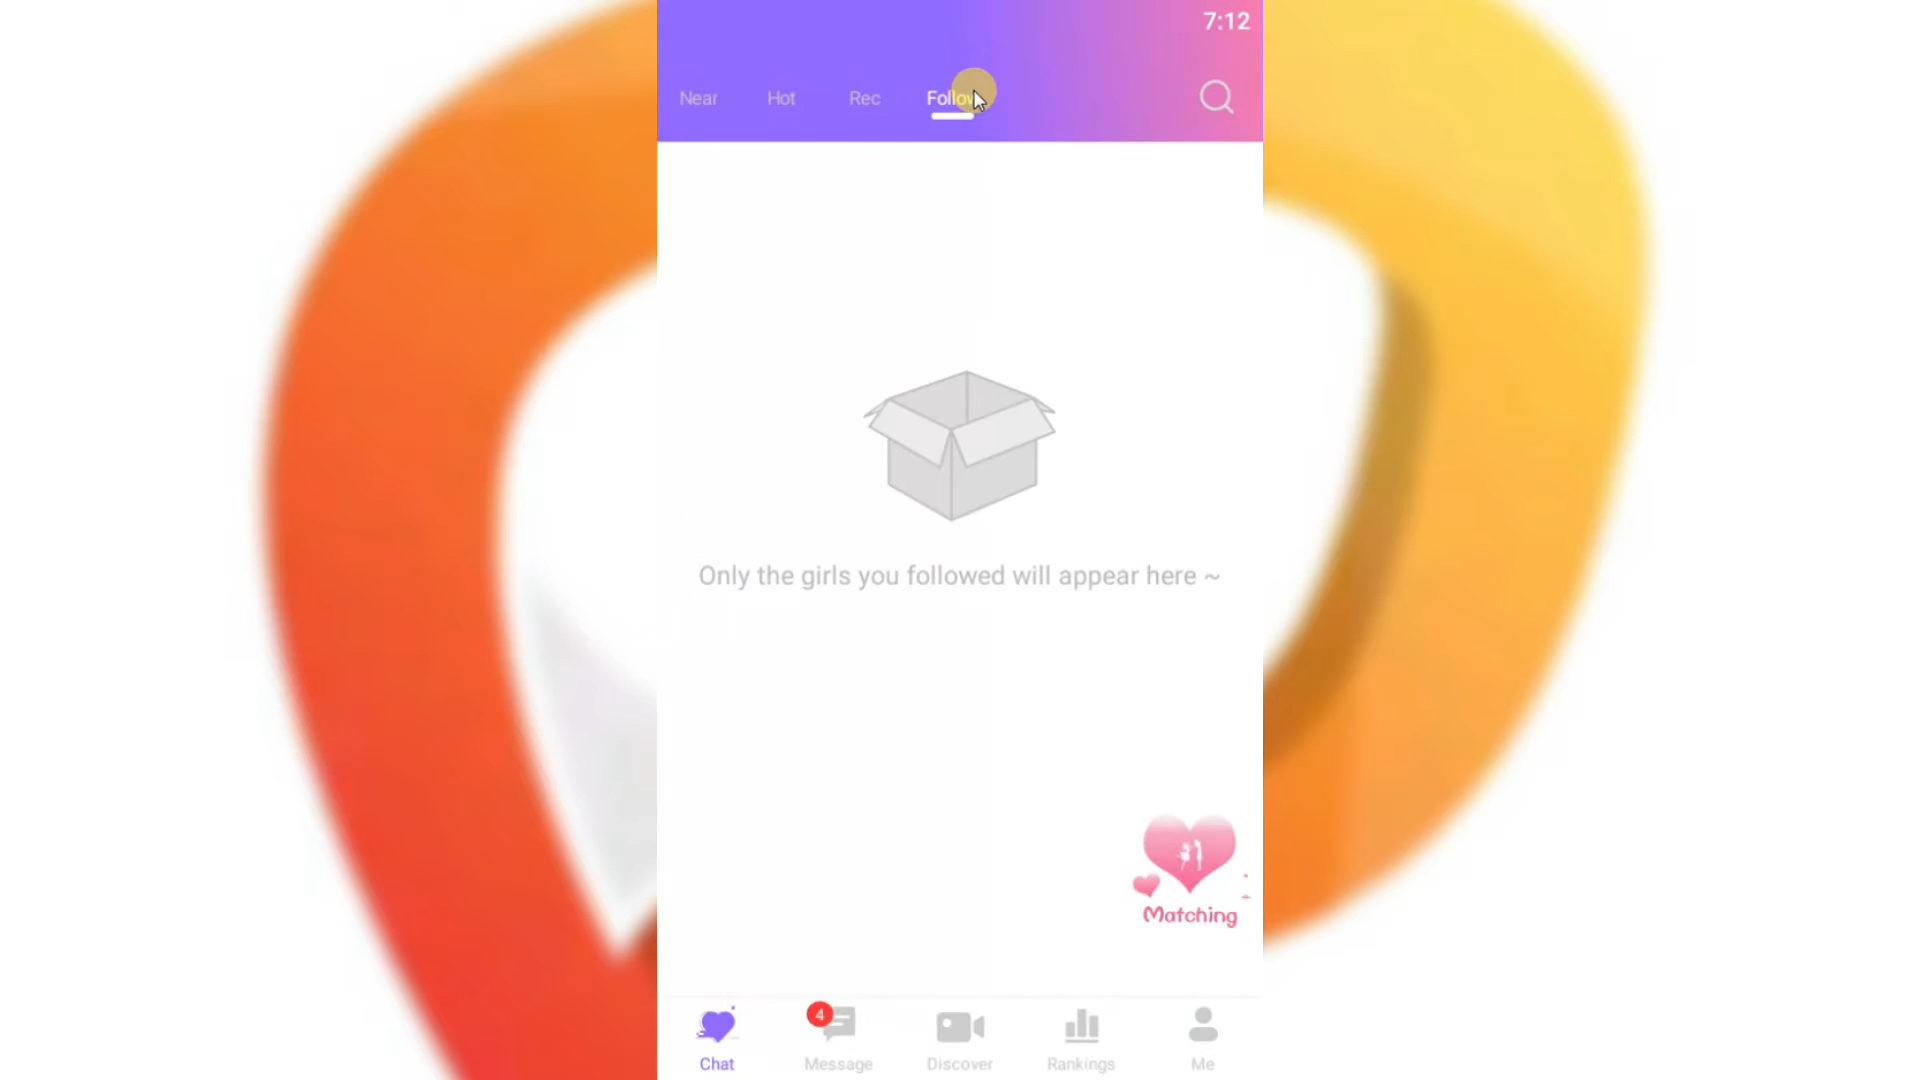 7:12
Near Hot Rec Follow
Only the girls you followed will appear here ~
Matching
4
Chat Message Discover Rankings Me